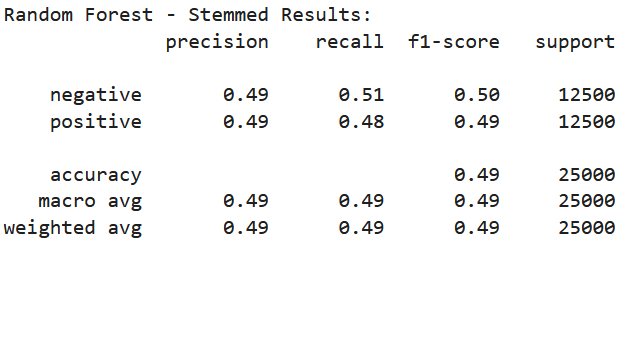 Random Forest - Stemmed Results:
precision recall f1-score support
negative 0.49 0.51 0.50 12500
positive 0.49 0.48 0.49 12500
accuracy 0.49 25000
macro avg 0.49 0.49 0.49 25000
weighted avg 0.49 0.49 0.49 25000